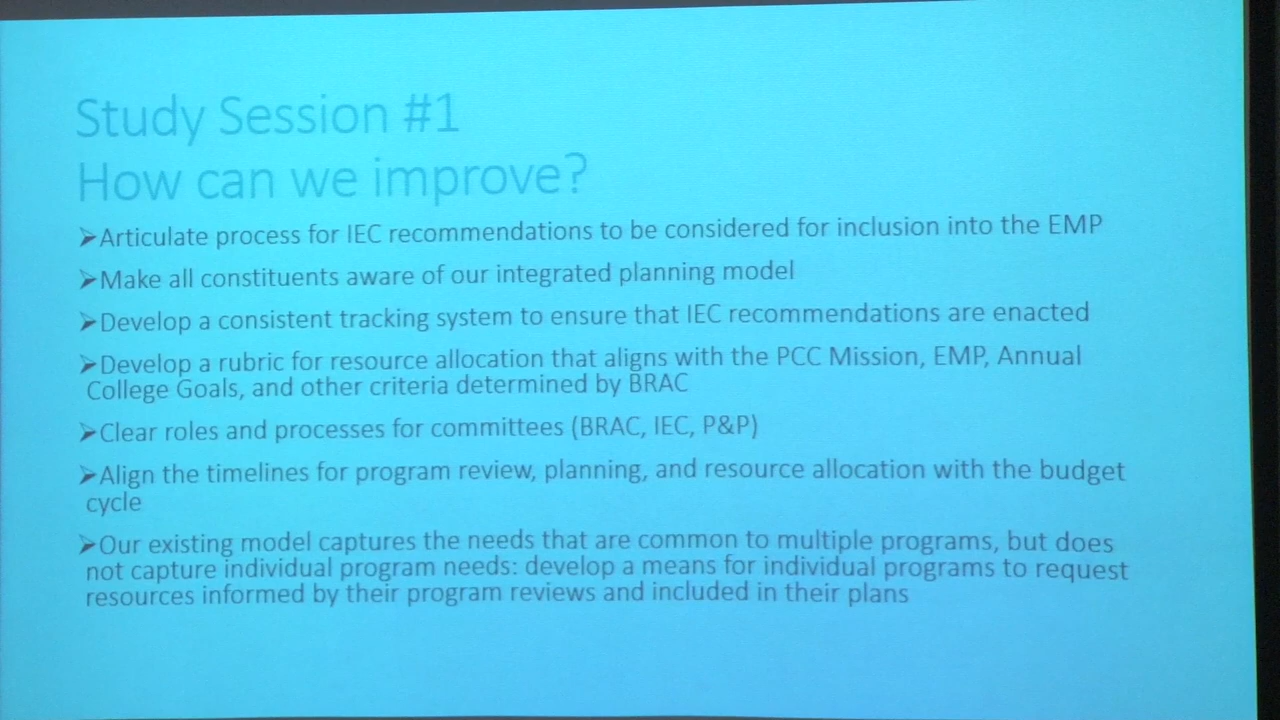 Study Session #1
How can we improve?
➢Articulate process for IEC recommendations to be considered for inclusion into the EMP
➢Make all constituents aware of our integrated planning model
➢Develop a consistent tracking system to ensure that IEC recommendations are enacted
➢Develop a rubric for resource allocation that aligns with the PCC Mission, EMP, Annual
College Goals, and other criteria determined by BRAC
➢Clear roles and processes for committees (BRAC, IEC, P&P)
➢Align the timelines for program review, planning, and resource allocation with the budget
cycle
➢Our existing model captures the needs that are common to multiple programs, but does
not capture individual program needs: develop a means for individual programs to request
resources informed by their program reviews and included in their plans